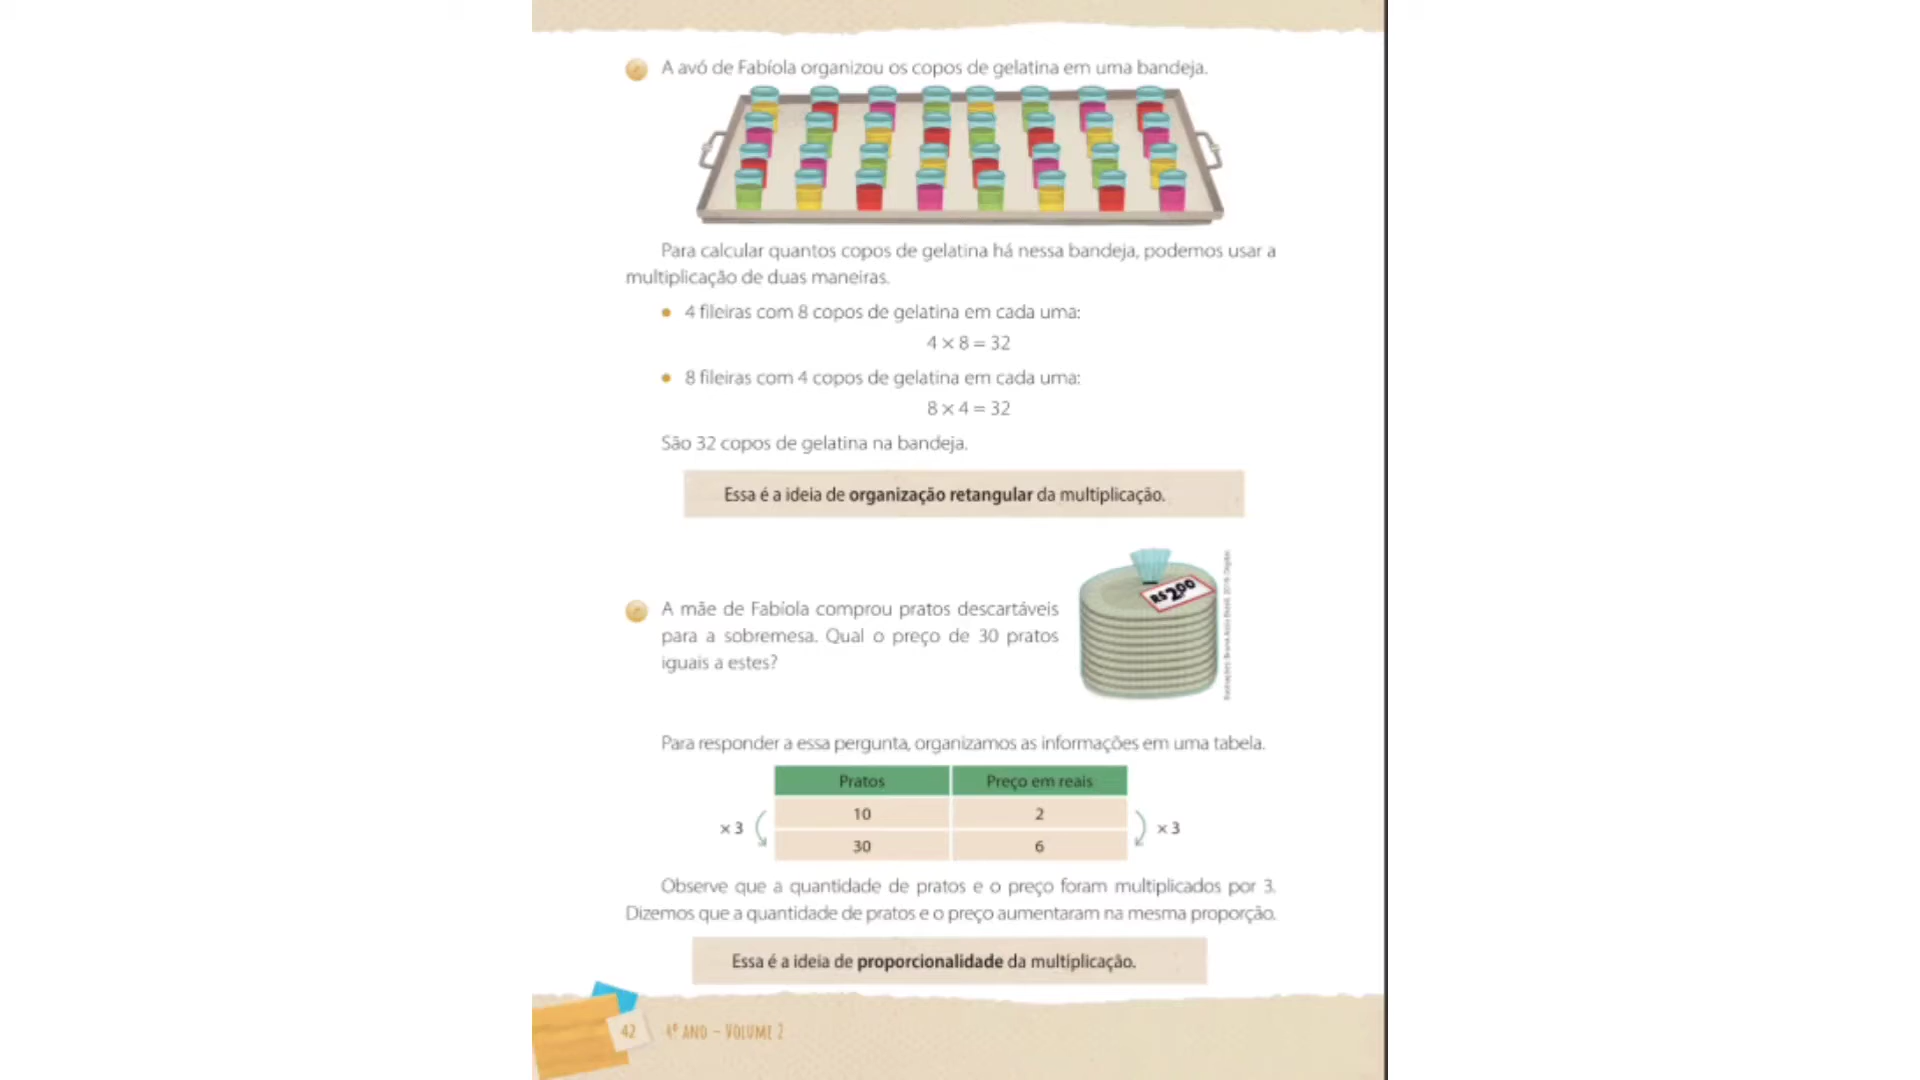 A avó de Fabíola organizou os copos de gelatina em uma bandeja.
Para calcular quantos copos de gelatina há nessa bandeja, podemos usar a
multiplicação de duas maneiras.
• 4 fileiras com 8 copos de gelatina em cada uma:
4 × 8 = 32
• 8 fileiras com 4 copos de gelatina em cada uma:
8 × 4 = 32
São 32 copos de gelatina na bandeja.
Essa é a ideia de organização retangular da multiplicação.
R$ 2,00
A mãe de Fabíola comprou pratos descartáveis
para a sobremesa. Qual o preço de 30 pratos
iguais a estes?
Para responder a essa pergunta, organizamos as informações em uma tabela.
Pratos Preço em reais
10 2
× 3 × 3
30 6
Observe que a quantidade de pratos e o preço foram multiplicados por 3.
Dizemos que a quantidade de pratos e o preço aumentaram na mesma proporção.
Essa é a ideia de proporcionalidade da multiplicação.
42 4º ANO – VOLUME 2